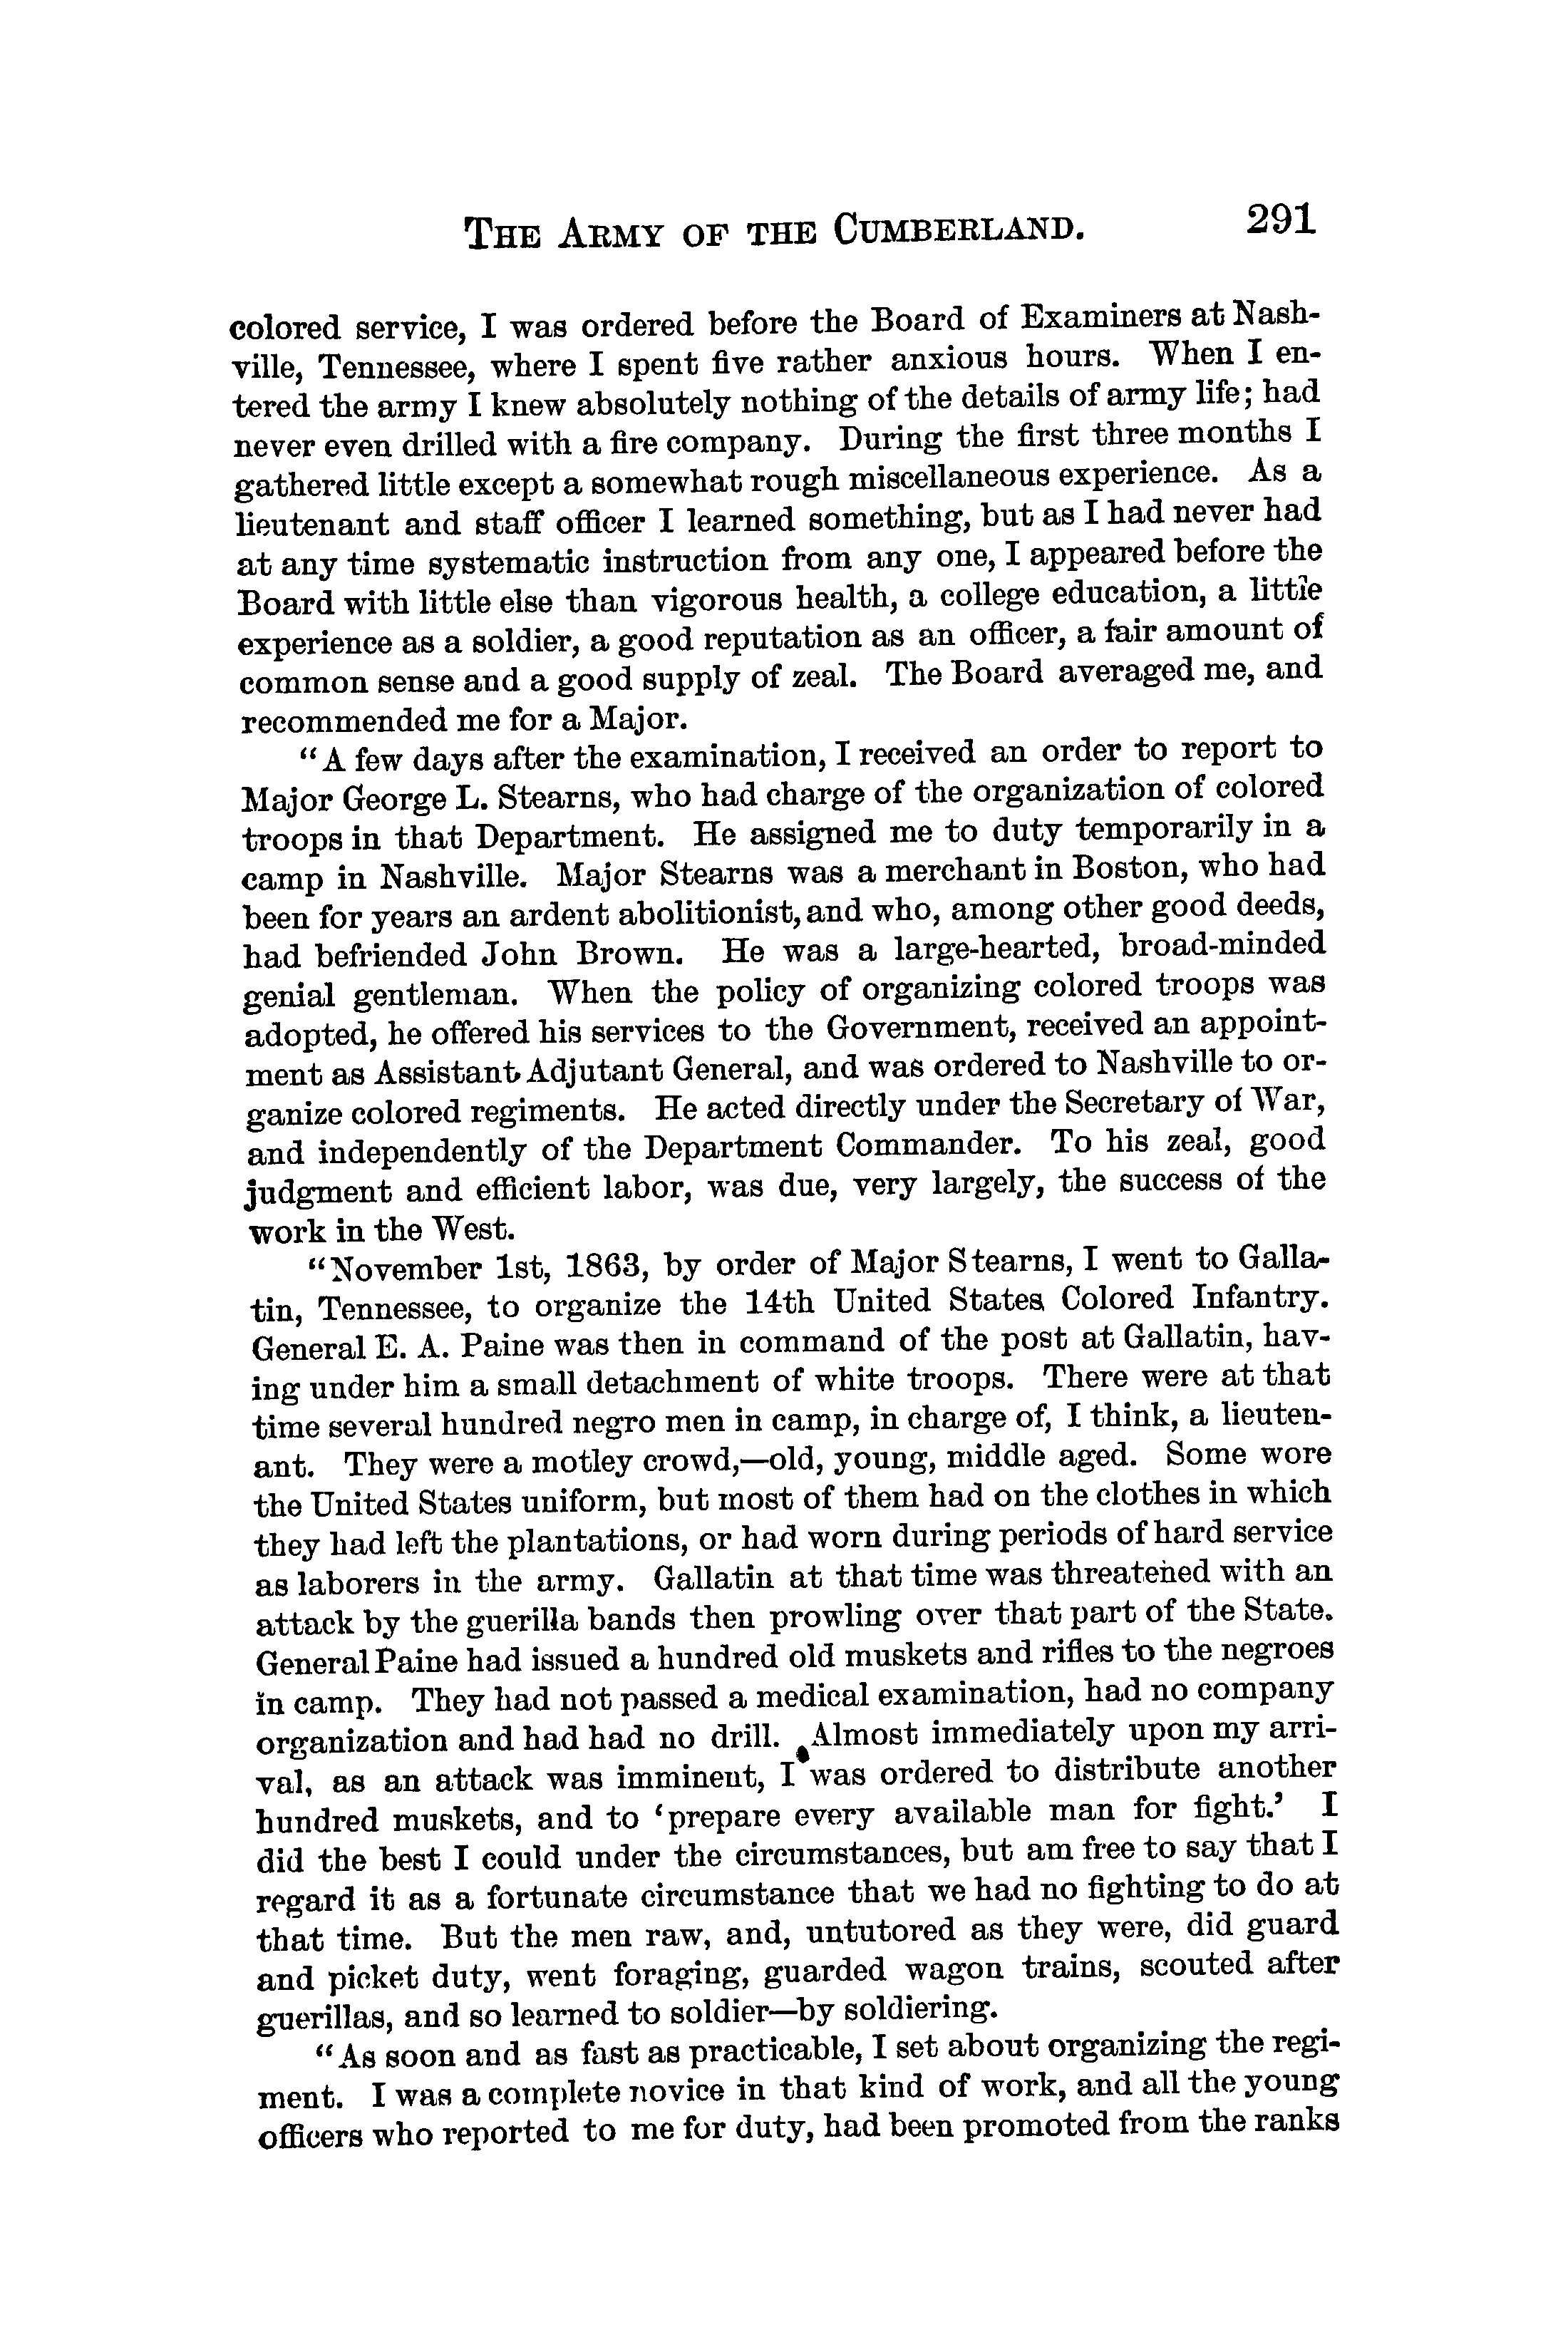 THE ARMY OF THE CUMBERLAND. 291
colored service, I was ordered before the Board of Examiners at Nash-
ville, Tennessee, where I spent five rather anxious hours. When I en-
tered the army I knew absolutely nothing of the details of army life; had
never even drilled with a fire company. During the first three months I
gathered little except a somewhat rough miscellaneous experience. As a
lieutenant and staff officer I learned something, but as I had never had
at any time systematic instruction from any one, I appeared before the
Board with little else than vigorous health, a college education, a little
experience as a soldier, a good reputation as an officer, a fair amount of
common sense and a good supply of zeal. The Board averaged me, and
recommended me for a Major.
"A few days after the examination, I received an order to report to
Major George L. Stearns, who had charge of the organization of colored
troops in that Department. He assigned me to duty temporarily in a
camp in Nashville. Major Stearns was a merchant in Boston, who had
been for years an ardent abolitionist, and who, among other good deeds,
had befriended John Brown. He was a large-hearted, broad-minded
genial gentleman. When the policy of organizing colored troops was
adopted, he offered his services to the Government, received an appoint-
ment as Assistant Adjutant General, and was ordered to Nashville to or-
ganize colored regiments. He acted directly under the Secretary of War,
and independently of the Department Commander. To his zeal, good
judgment and efficient labor, was due, very largely, the success of the
work in the West.
"November 1st, 1863, by order of Major Stearns, I went to Galla-
tin, Tennessee, to organize the 14th United States Colored Infantry.
General E. A. Paine was then in command of the post at Gallatin, hav-
ing under him a small detachment of white troops. There were at that
time several hundred negro men in camp, in charge of, I think, a lieuten-
ant. They were a motley crowd,—old, young, middle aged. Some wore
the United States uniform, but most of them had on the clothes in which
they had left the plantations, or had worn during periods of hard service
as laborers in the army. Gallatin at that time was threatened with an
attack by the guerilla bands then prowling over that part of the State.
General Paine had issued a hundred old muskets and rifles to the negroes
in camp. They had not passed a medical examination, had no company
organization and had had no drill. Almost immediately upon my arri-
val, as an attack was imminent, I was ordered to distribute another
hundred muskets, and to 'prepare every available man for fight.' I
did the best I could under the circumstances, but am free to say that I
regard it as a fortunate circumstance that we had no fighting to do at
that time. But the men raw, and, untutored as they were, did guard
and picket duty, went foraging, guarded wagon trains, scouted after
guerillas, and so learned to soldier—by soldiering.
"As soon and as fast as practicable, I set about organizing the regi-
ment. I was a complete novice in that kind of work, and all the young
officers who reported to me for duty, had been promoted from the ranks